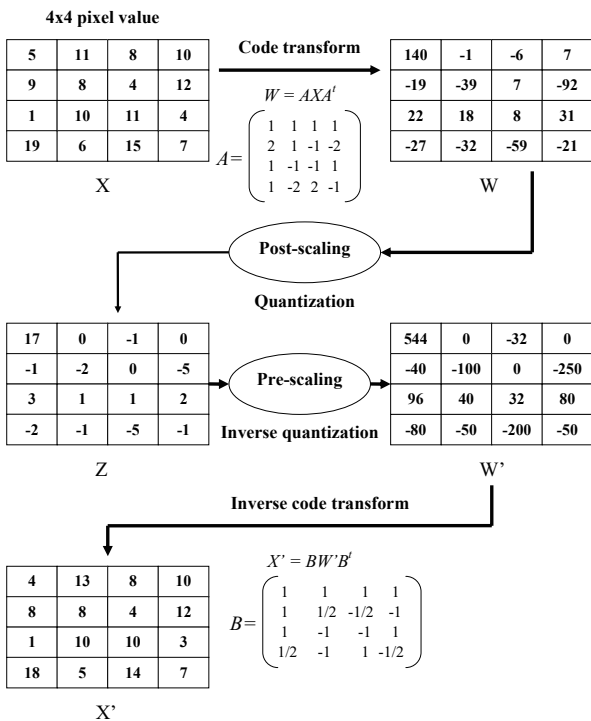 4x4 pixel value
5 11 8 10
9 8 4 12
1 10 11 4
19 6 15 7
X
Code transform
W = AXAᵗ
A=
1 1 1 1
2 1 -1 -2
1 -1 -1 1
1 -2 2 -1
140 -1 -6 7
-19 -39 7 -92
22 18 8 31
-27 -32 -59 -21
W
Post-scaling
Quantization
17 0 -1 0
-1 -2 0 -5
3 1 1 2
-2 -1 -5 -1
Z
Pre-scaling
Inverse quantization
544 0 -32 0
-40 -100 0 -250
96 40 32 80
-80 -50 -200 -50
W'
Inverse code transform
4 13 8 10
8 8 4 12
1 10 10 3
18 5 14 7
X'
X' = BW'Bᵗ
B=
1 1 1 1
1 1/2 -1/2 -1
1 -1 -1 1
1/2 -1 1 -1/2